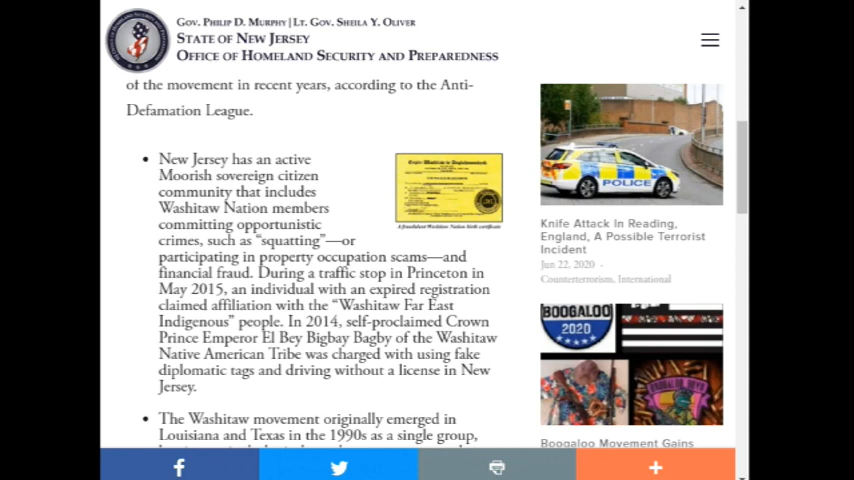 Gov. Philip D. Murphy | Lt. Gov. Sheila Y. Oliver
State of New Jersey
Office of Homeland Security and Preparedness
of the movement in recent years, according to the Anti-
Defamation League.
• New Jersey has an active
Moorish sovereign citizen
community that includes
Washitaw Nation members
committing opportunistic
crimes, such as “squatting”—or
participating in property occupation scams—and
financial fraud. During a traffic stop in Princeton in
May 2015, an individual with an expired registration
claimed affiliation with the “Washitaw Far East
Indigenous” people. In 2014, self-proclaimed Crown
Prince Emperor El Bey Bigbay Bagby of the Washitaw
Native American Tribe was charged with using fake
diplomatic tags and driving without a license in New
Jersey.
• The Washitaw movement originally emerged in
Louisiana and Texas in the 1990s as a single group,
A fraudulent Washitaw Nation birth certificate
POLICE
Knife Attack In Reading,
England, A Possible Terrorist
Incident
Jun 22, 2020 -
Counterterrorism, International
BOOGALOO
2020
BOOGALOO BOYS
Boogaloo Movement Gains